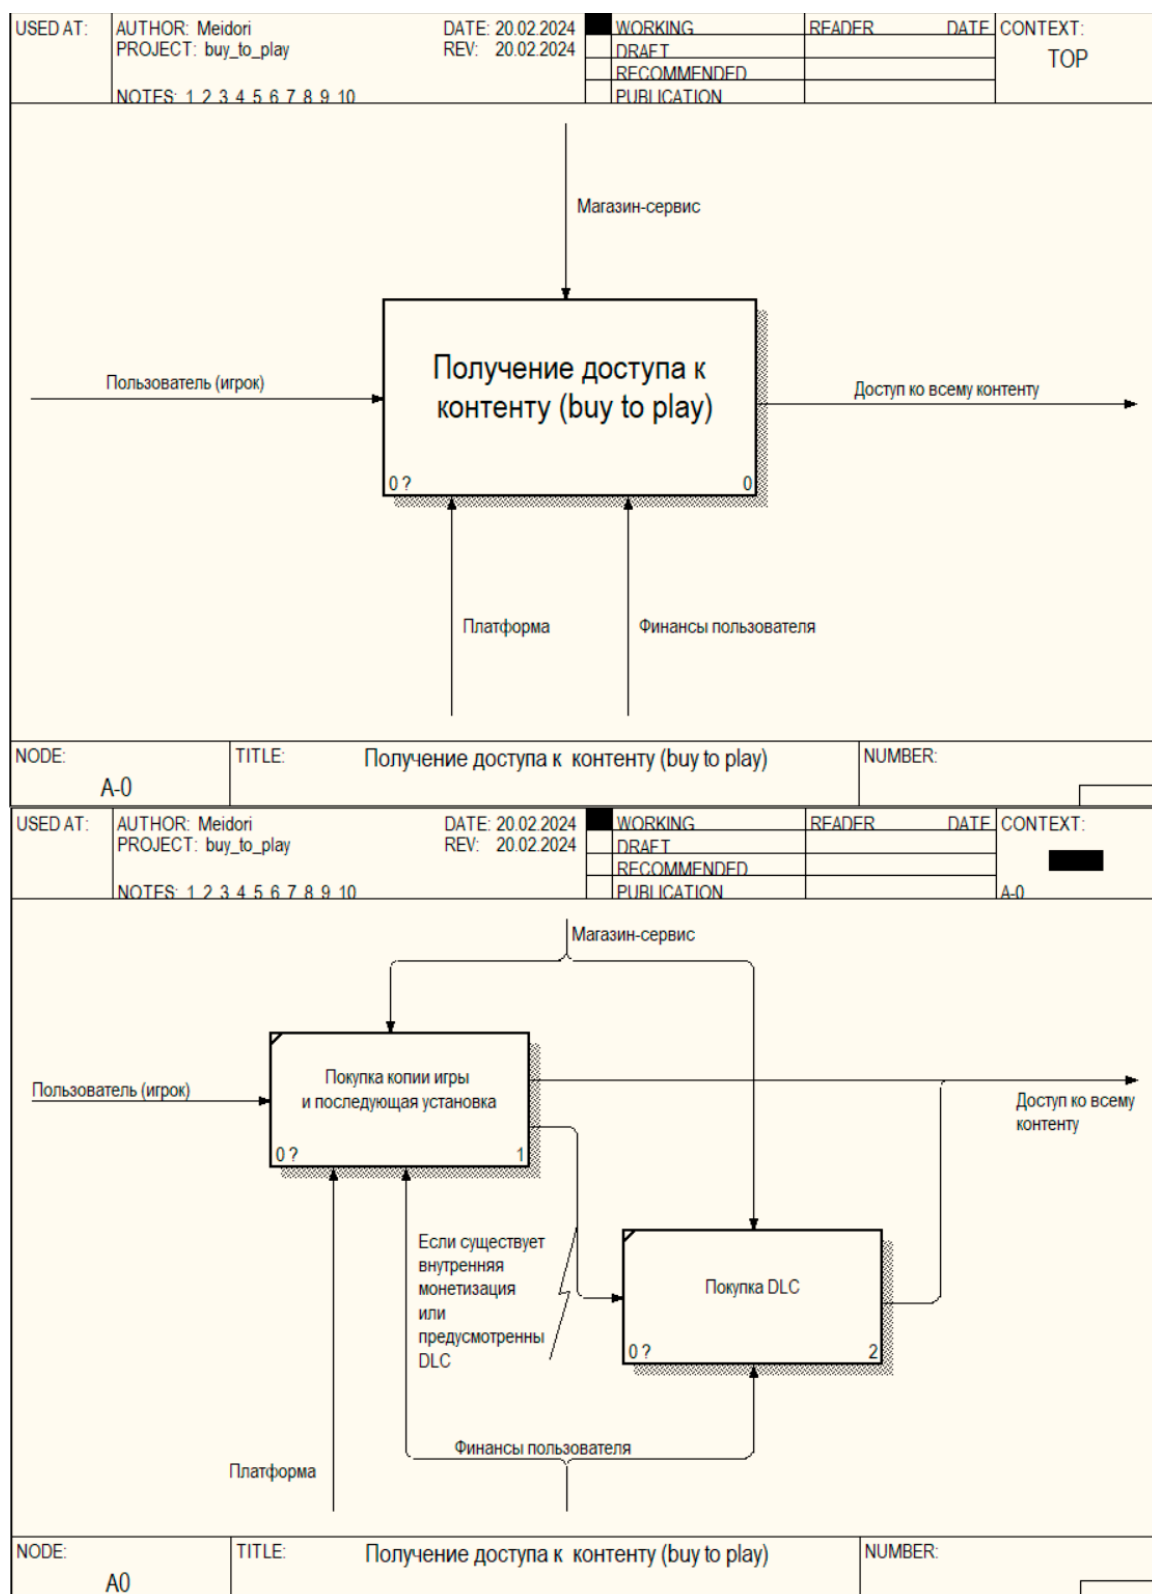 USED AT: AUTHOR: Meidori DATE: 20.02.2024 WORKING READER DATE CONTEXT:
PROJECT: buy_to_play REV: 20.02.2024 DRAFT TOP
RECOMMENDED
NOTES: 1 2 3 4 5 6 7 8 9 10 PUBLICATION
Магазин-сервис
Получение доступа к
контенту (buy to play)
Пользователь (игрок)
Доступ ко всему контенту
0 ? 0
Платформа Финансы пользователя
NODE: TITLE: Получение доступа к контенту (buy to play) NUMBER:
A-0
USED AT: AUTHOR: Meidori DATE: 20.02.2024 WORKING READER DATE CONTEXT:
PROJECT: buy_to_play REV: 20.02.2024 DRAFT
RECOMMENDED
NOTES: 1 2 3 4 5 6 7 8 9 10 PUBLICATION A-0
Магазин-сервис
Пользователь (игрок)
Покупка копии игры
и последующая установка
0 ? 1
Доступ ко всему
контенту
Если существует
внутренняя
монетизация
или
предусмотренны
DLC
Покупка DLC
0 ? 2
Финансы пользователя
Платформа
NODE: TITLE: Получение доступа к контенту (buy to play) NUMBER:
A0